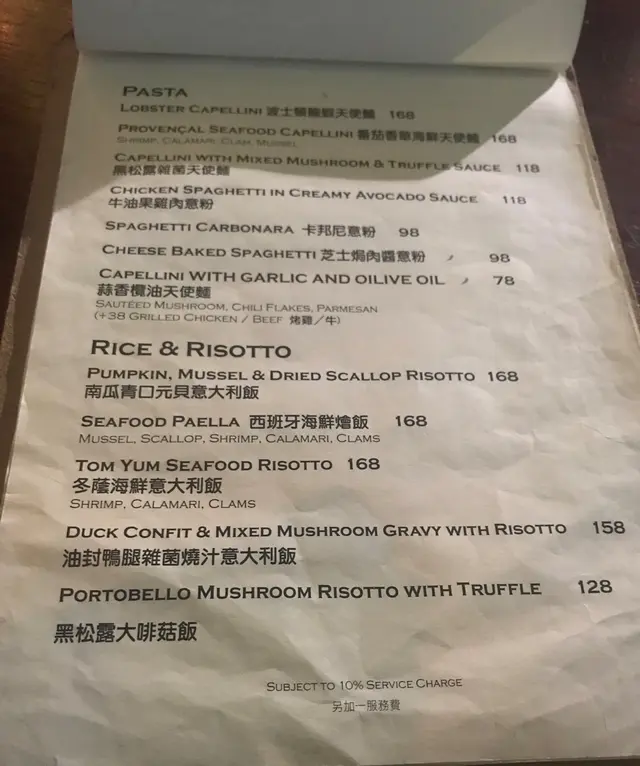 PASTA
LOBSTER CAPELLINI 波士頓龍蝦天使麵 168
PROVENÇAL SEAFOOD CAPELLINI 番茄香草海鮮天使麵 168
SHRIMP, CALAMARI, CLAM, MUSSEL
CAPELLINI WITH MIXED MUSHROOM & TRUFFLE SAUCE 118
黑松露雜菌天使麵
CHICKEN SPAGHETTI IN CREAMY AVOCADO SAUCE 118
牛油果雞肉意粉
SPAGHETTI CARBONARA 卡邦尼意粉 98
CHEESE BAKED SPAGHETTI 芝士焗肉醬意粉 98
CAPELLINI WITH GARLIC AND OILIVE OIL 78
蒜香欖油天使麵
SAUTÉED MUSHROOM, CHILI FLAKES, PARMESAN
(+38 GRILLED CHICKEN / BEEF 烤雞/牛)
RICE & RISOTTO
PUMPKIN, MUSSEL & DRIED SCALLOP RISOTTO 168
南瓜青口元貝意大利飯
SEAFOOD PAELLA 西班牙海鮮燴飯 168
MUSSEL, SCALLOP, SHRIMP, CALAMARI, CLAMS
TOM YUM SEAFOOD RISOTTO 168
冬蔭海鮮意大利飯
SHRIMP, CALAMARI, CLAMS
DUCK CONFIT & MIXED MUSHROOM GRAVY WITH RISOTTO 158
油封鴨腿雜菌燒汁意大利飯
PORTOBELLO MUSHROOM RISOTTO WITH TRUFFLE 128
黑松露大啡菇飯
SUBJECT TO 10% SERVICE CHARGE
另加一服務費